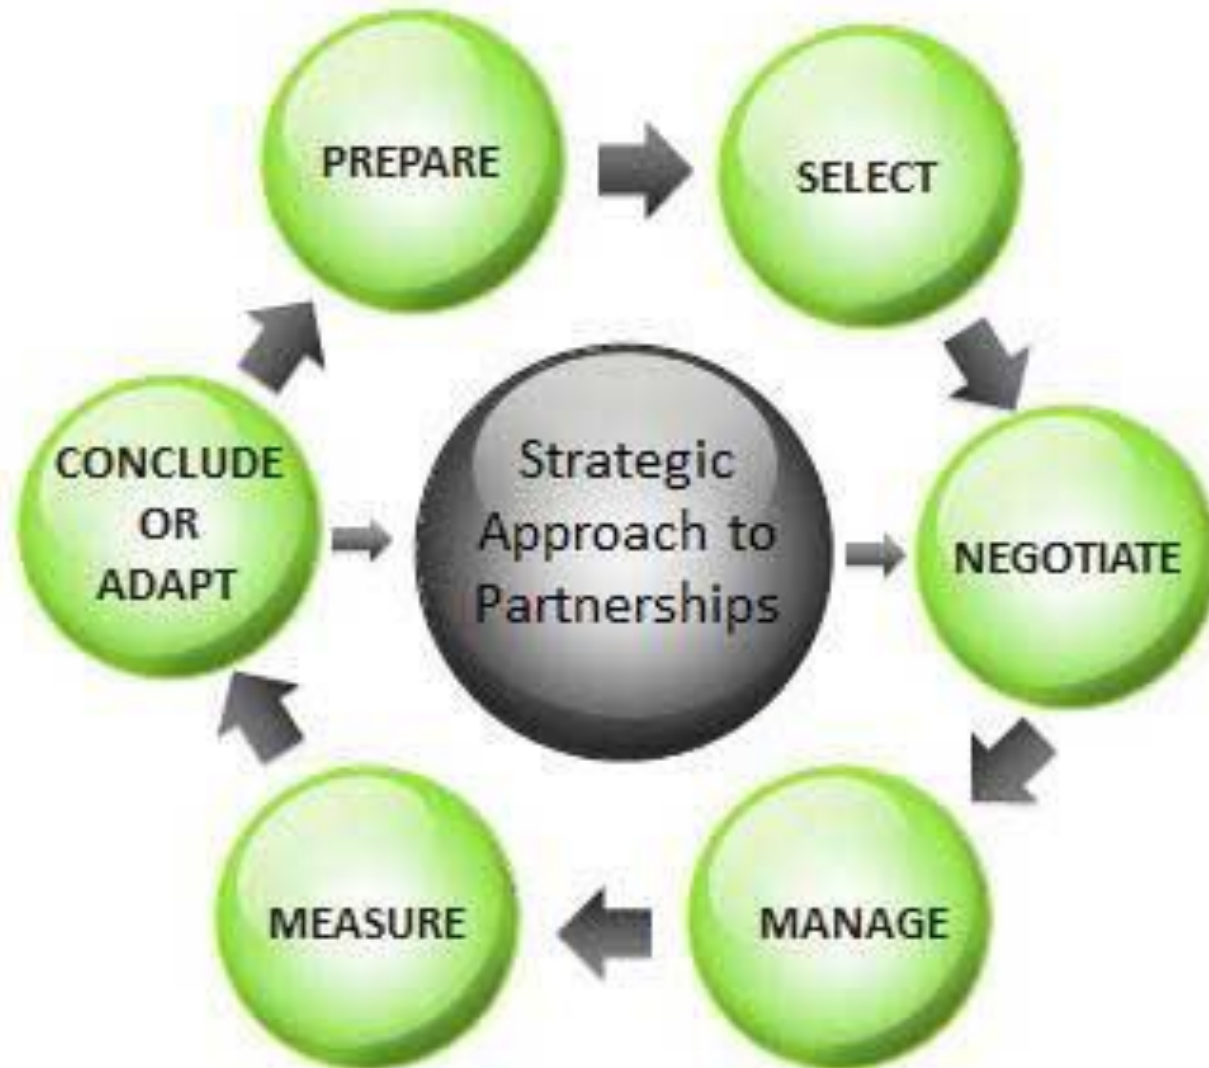 PREPARE
SELECT
Strategic
Approach to
Partnerships
NEGOTIATE
MANAGE
MEASURE
CONCLUDE
OR
ADAPT